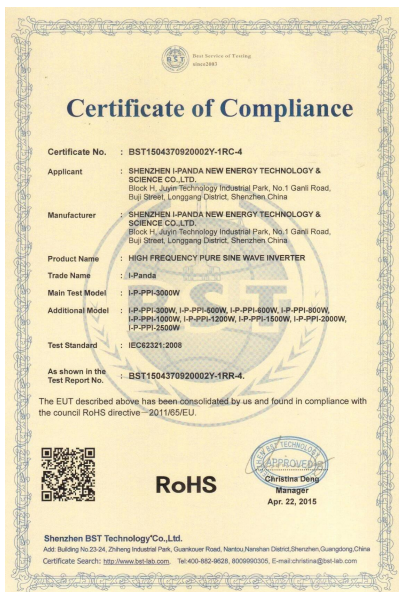 BST
Best Service of Testing
since2003
Certificate of Compliance
Certificate No. : BST1504370920002Y-1RC-4
Applicant : SHENZHEN I-PANDA NEW ENERGY TECHNOLOGY &
SCIENCE CO.,LTD.
Block H, Juyin Technology Industrial Park, No.1 Ganli Road,
Buji Street, Longgang District, Shenzhen China
Manufacturer : SHENZHEN I-PANDA NEW ENERGY TECHNOLOGY &
SCIENCE CO.,LTD.
Block H, Juyin Technology Industrial Park, No.1 Ganli Road,
Buji Street, Longgang District, Shenzhen China
Product Name : HIGH FREQUENCY PURE SINE WAVE INVERTER
Trade Name : I-Panda
Main Test Model : I-P-PPI-3000W
Additional Model : I-P-PPI-300W, I-P-PPI-500W, I-P-PPI-600W, I-P-PPI-800W,
I-P-PPI-1000W, I-P-PPI-1200W, I-P-PPI-1500W, I-P-PPI-2000W,
I-P-PPI-2500W
Test Standard : IEC62321:2008
As shown in the
Test Report No. : BST1504370920002Y-1RR-4.
The EUT described above has been consolidated by us and found in compliance with
the council RoHS directive—2011/65/EU.
BST
RoHS
APPROVED
Christina Deng
Manager
Apr. 22, 2015
Shenzhen BST Technology Co.,Ltd.
Add: Building No.23-24, Zhiheng Industrial Park, Guankouer Road, Nantou,Nanshan District,Shenzhen,Guangdong,China
Certificate Search: http://www.bst-lab.com. Tel:400-882-9628, 8009990305, E-mail:christina@bst-lab.com